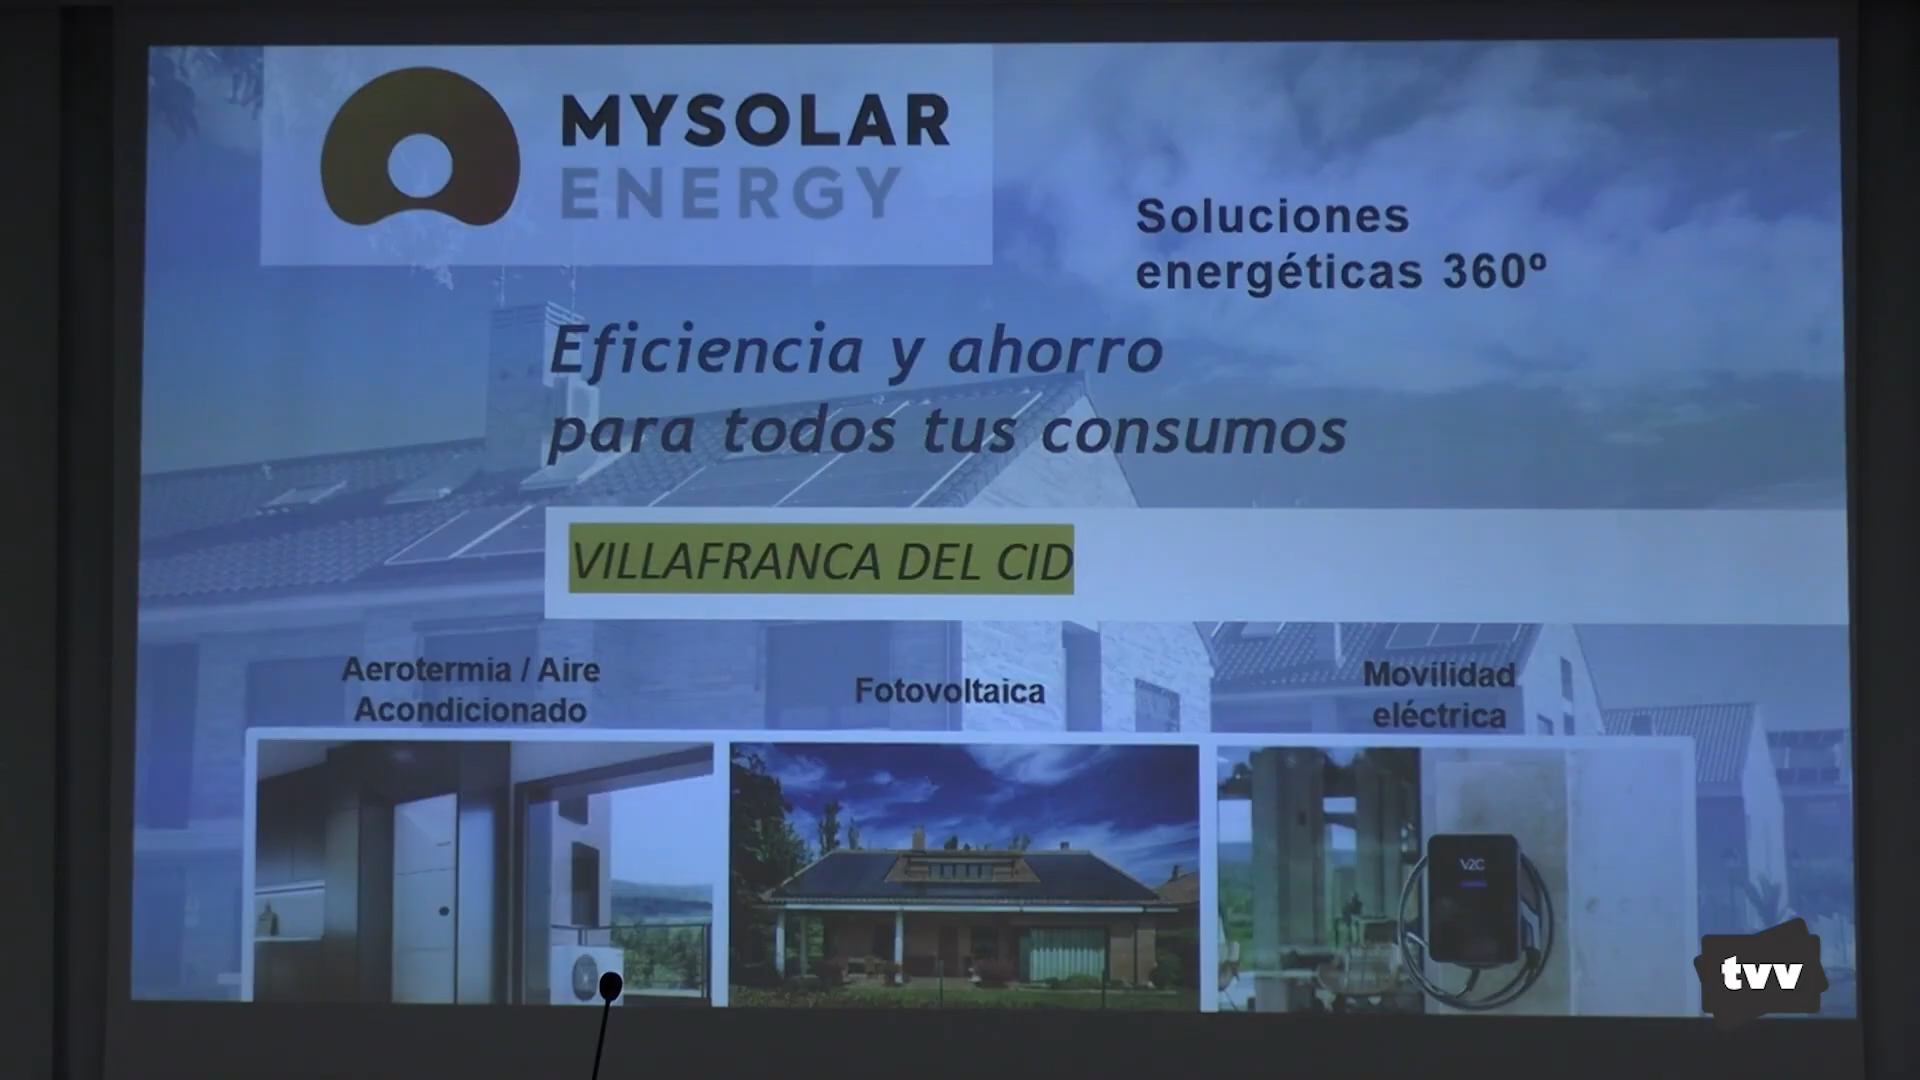 MYSOLAR
ENERGY
Soluciones
energéticas 360º
Eficiencia y ahorro
para todos tus consumos
VILLAFRANCA DEL CID
Aerotermia / Aire
Acondicionado
Fotovoltaica
Movilidad
eléctrica
V2C
tvv